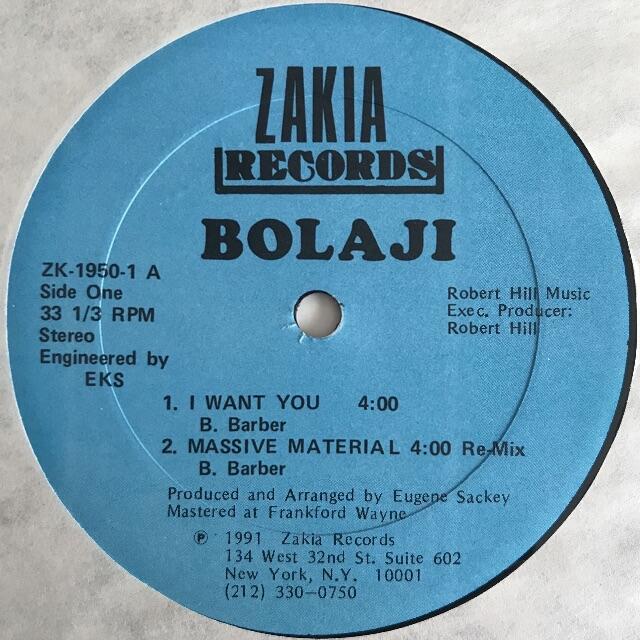 ZAKIA
RECORDS
BOLAJI
ZK-1950-1 A
Side One
33 1/3 RPM
Stereo
Engineered by
EKS
Robert Hill Music
Exec. Producer:
Robert Hill
1. I WANT YOU 4:00
B. Barber
2. MASSIVE MATERIAL 4:00 Re-Mix
B. Barber
Produced and Arranged by Eugene Sackey
Mastered at Frankford Wayne
℗ 1991 Zakia Records
134 West 32nd St. Suite 602
New York, N.Y. 10001
(212) 330-0750